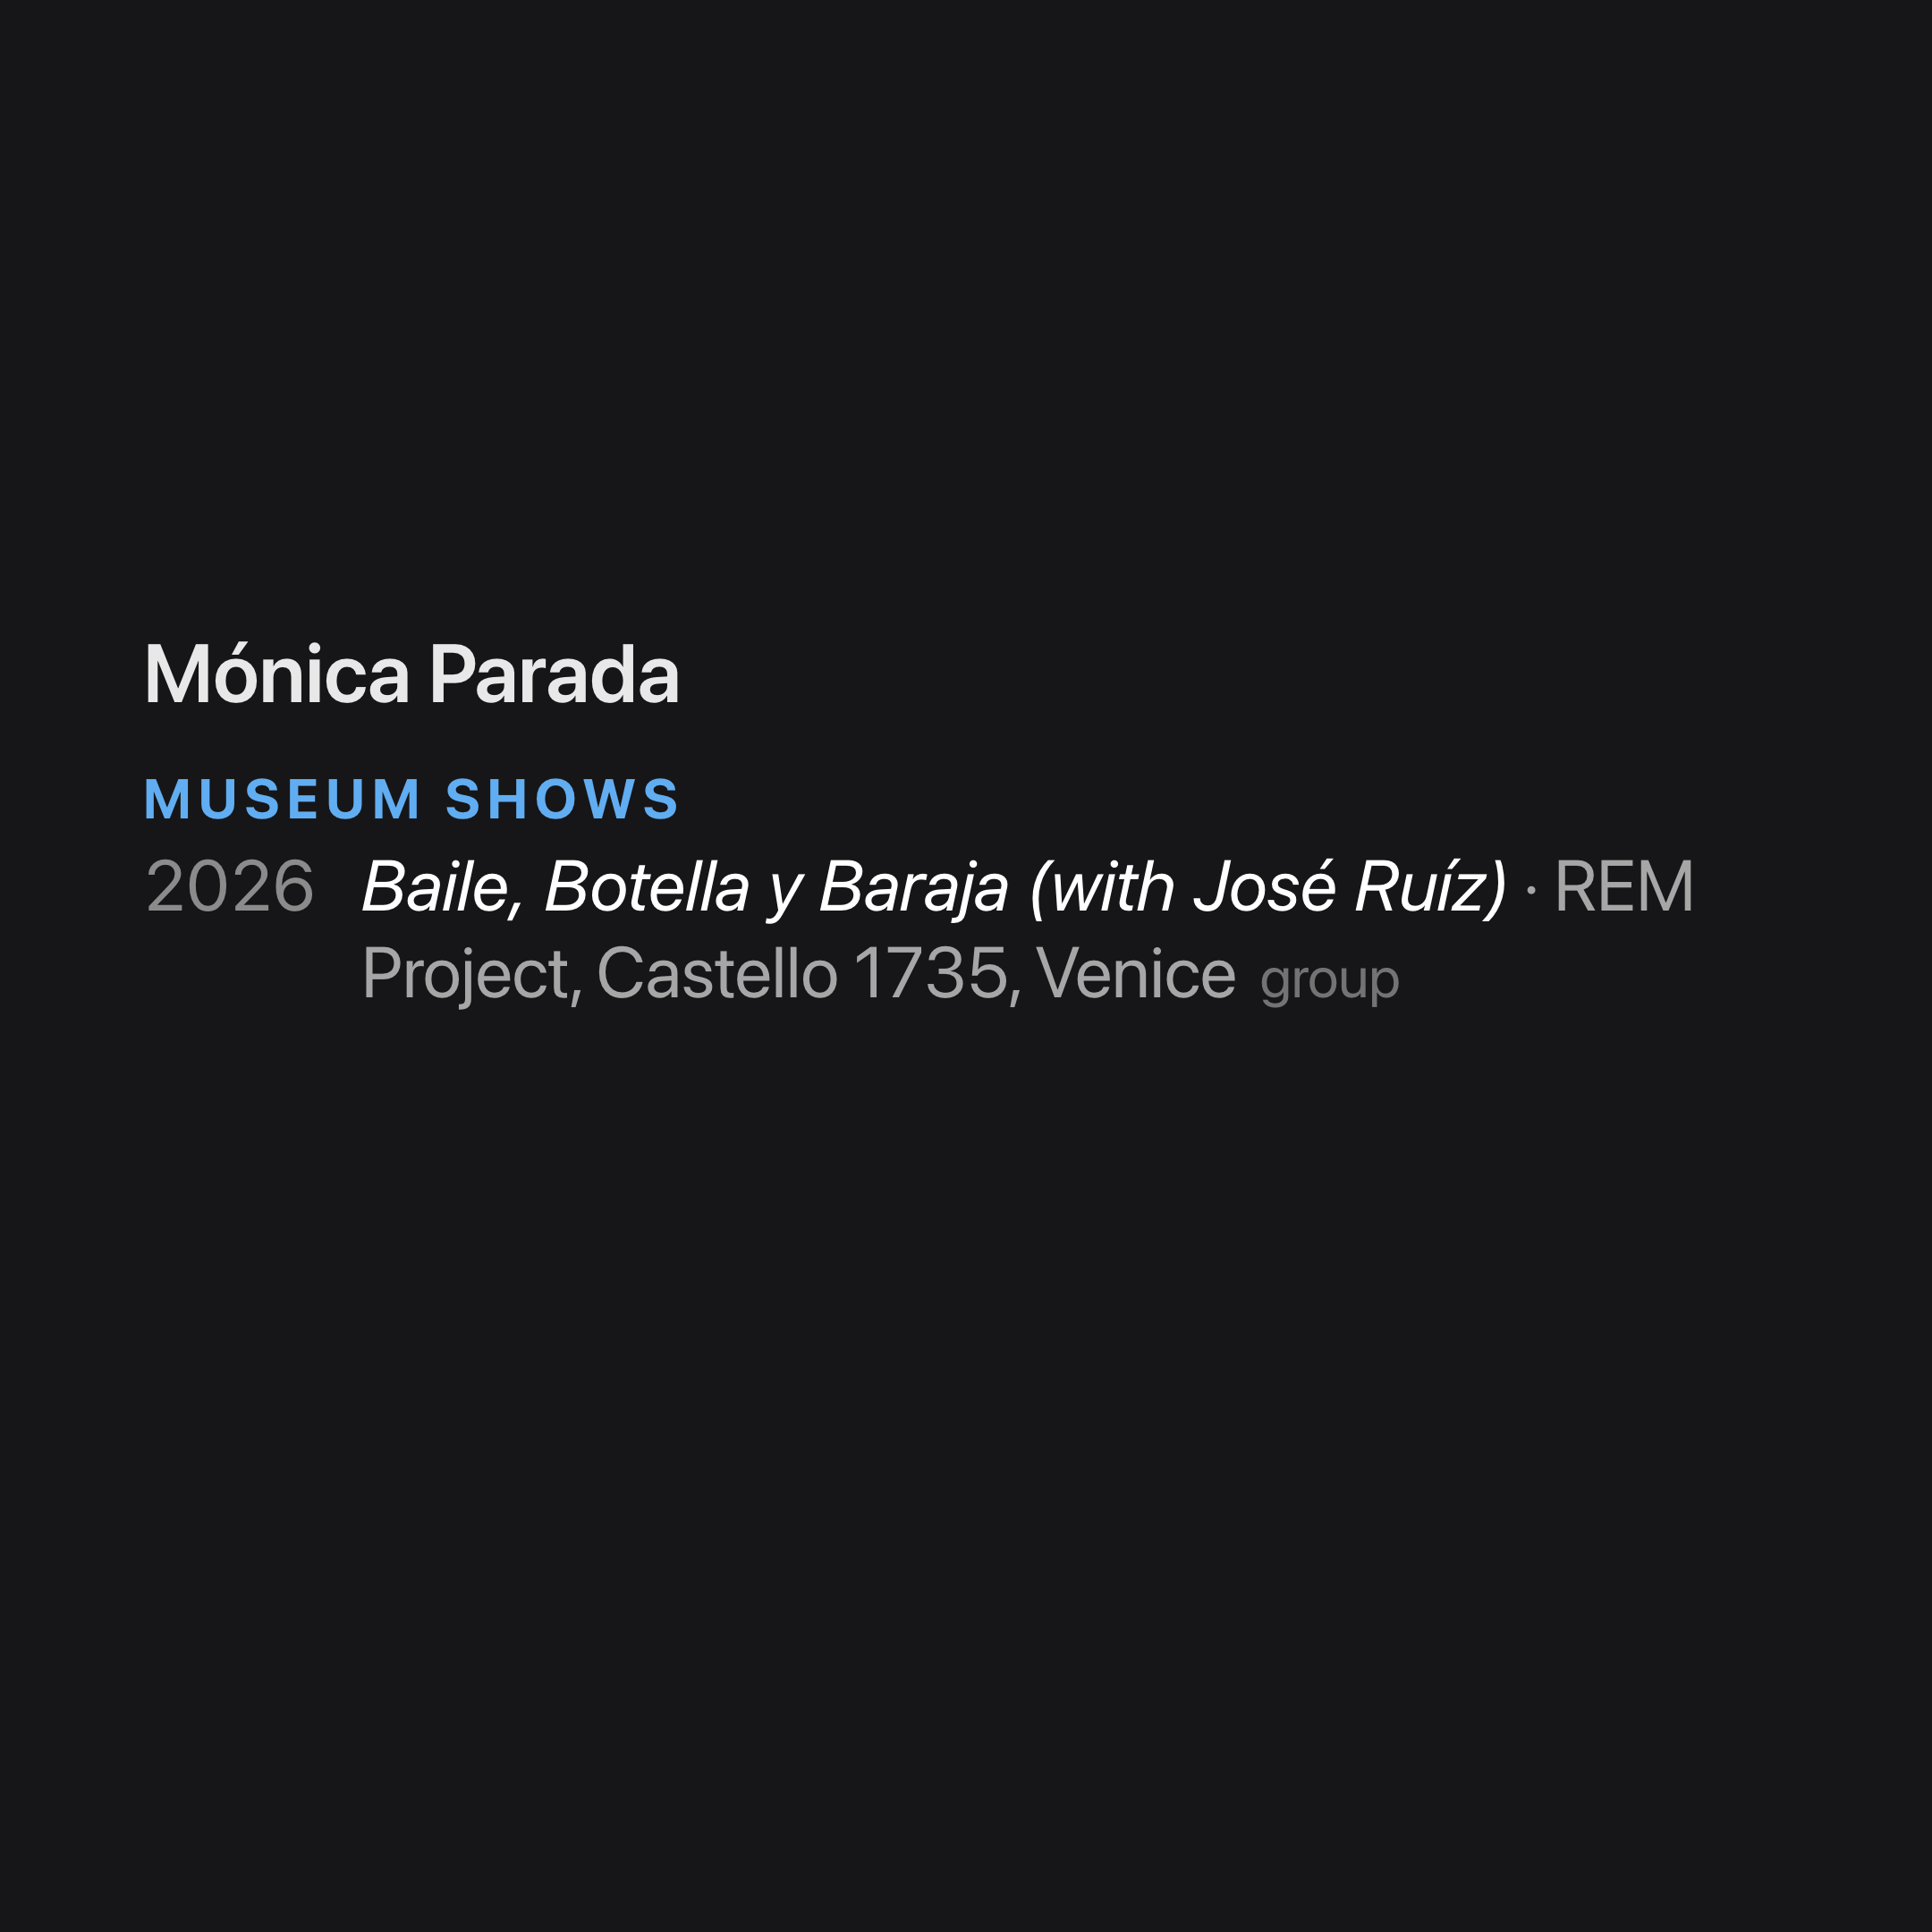 Mónica Parada
MUSEUM SHOWS
2026 Baile, Botella y Baraja (with José Ruíz) · REM
Project, Castello 1735, Venice group